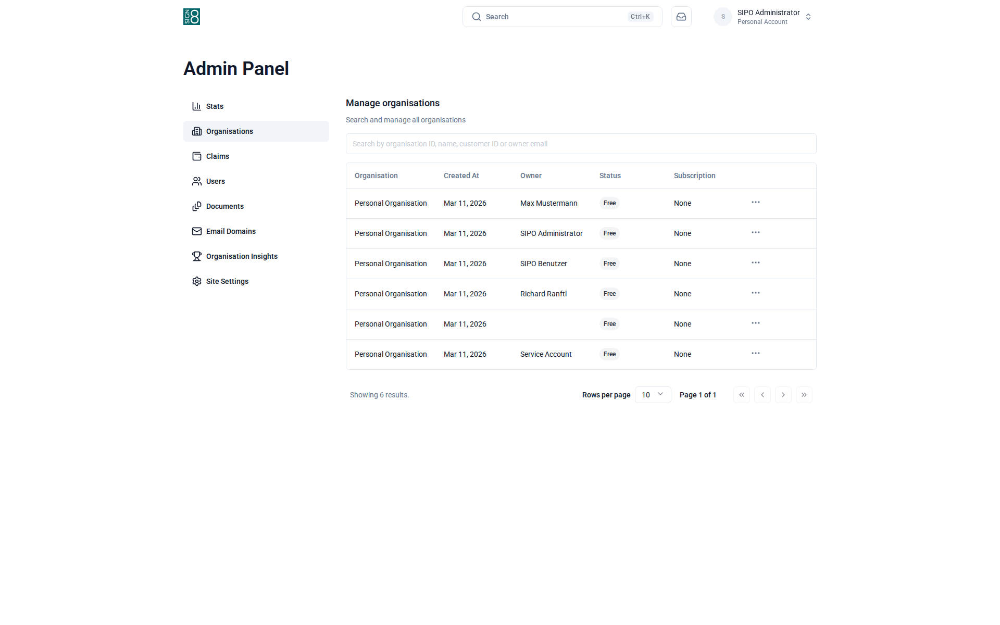 SIGN8
Search Ctrl+K
S
SIPO Administrator
Personal Account
Admin Panel
Stats
Organisations
Claims
Users
Documents
Email Domains
Organisation Insights
Site Settings
Manage organisations
Search and manage all organisations
Search by organisation ID, name, customer ID or owner email
Organisation Created At Owner Status Subscription
Personal Organisation Mar 11, 2026 Max Mustermann Free None
Personal Organisation Mar 11, 2026 SIPO Administrator Free None
Personal Organisation Mar 11, 2026 SIPO Benutzer Free None
Personal Organisation Mar 11, 2026 Richard Ranftl Free None
Personal Organisation Mar 11, 2026 Free None
Personal Organisation Mar 11, 2026 Service Account Free None
Showing 6 results. Rows per page 10 Page 1 of 1